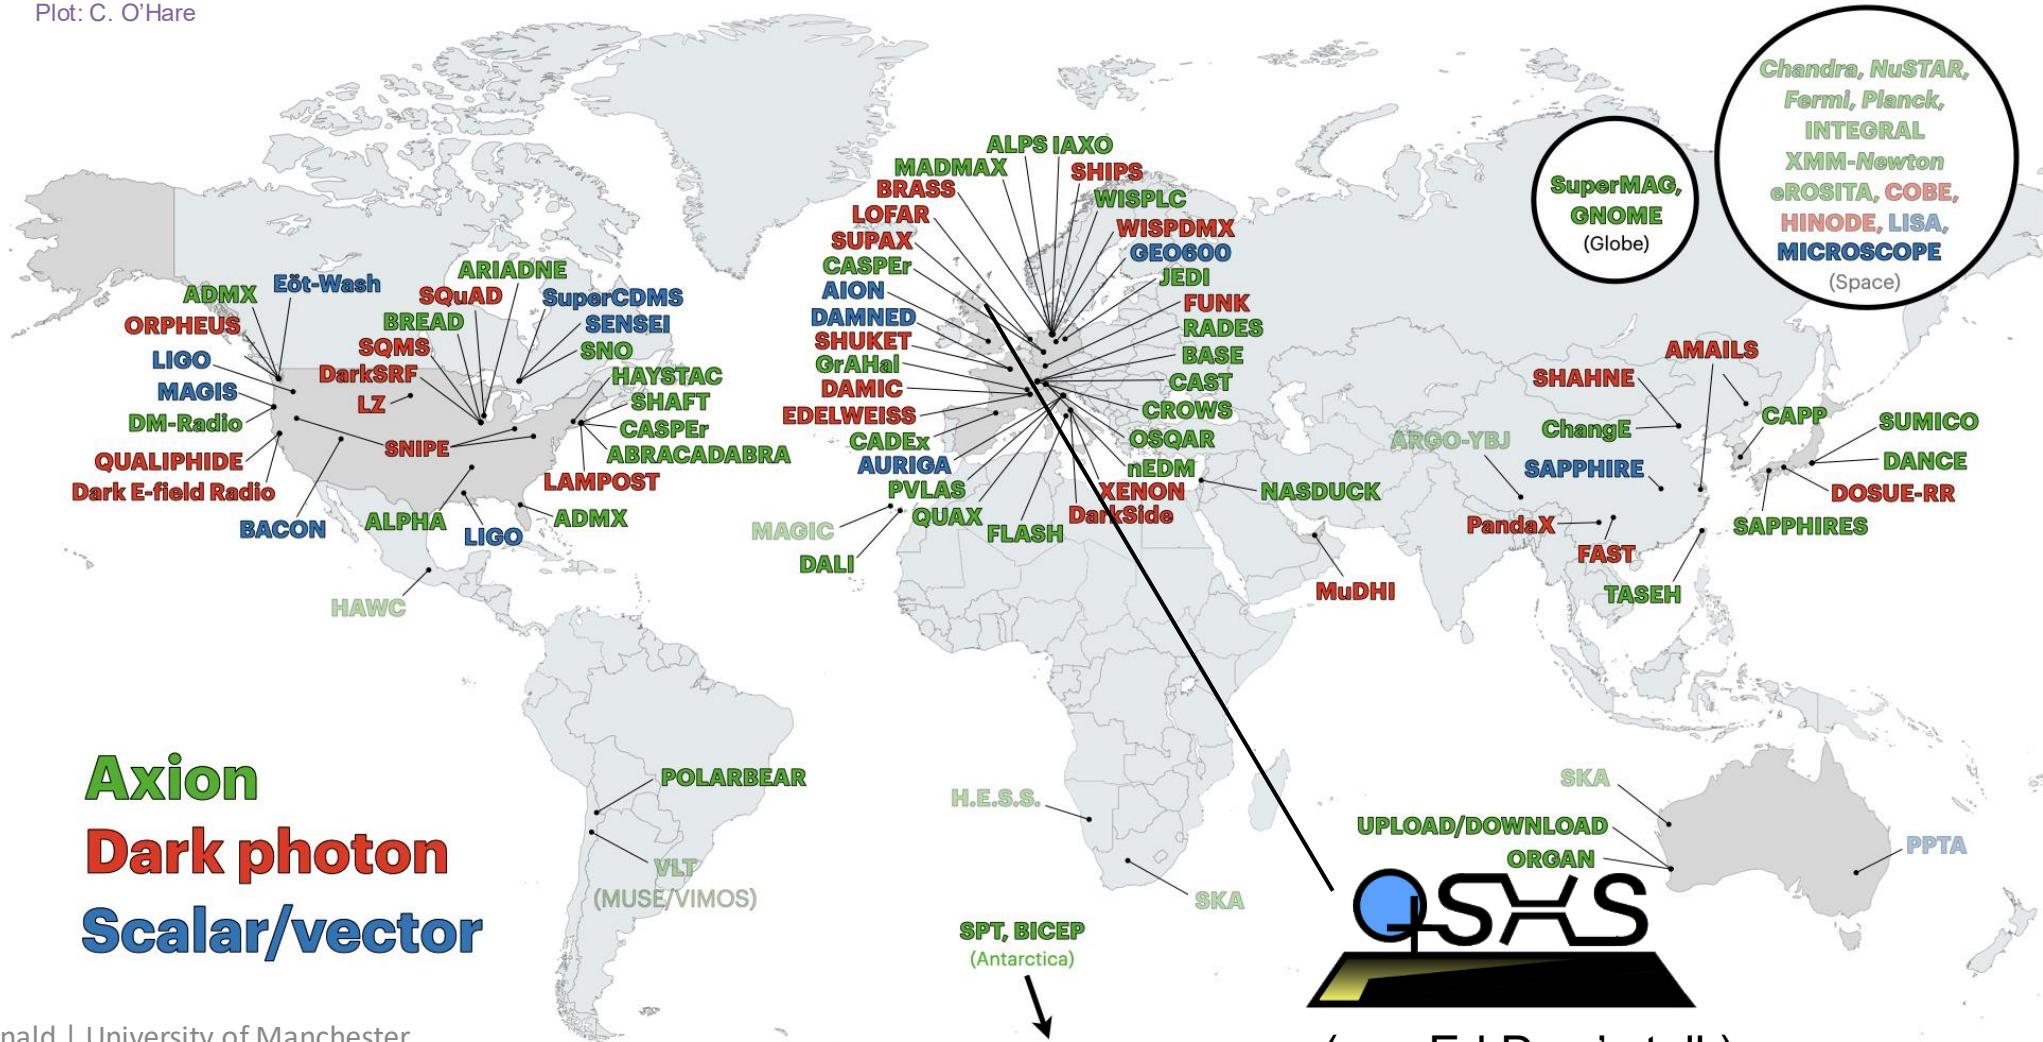 Plot: C. O'Hare
Chandra, NuSTAR,
Fermi, Planck,
INTEGRAL
XMM-Newton
eROSITA, COBE,
HINODE, LISA,
MICROSCOPE
(Space)
SuperMAG,
GNOME
(Globe)
ADMX
Eöt-Wash
ORPHEUS
LIGO
MAGIS
DM-Radio
QUALIPHIDE
Dark E-field Radio
BACON
ARIADNE
SQuAD
BREAD
SQMS
DarkSRF
LZ
SNIPE
SuperCDMS
SENSEI
SNO
HAYSTAC
SHAFT
CASPEr
ABRACADABRA
LAMPOST
ALPHA
LIGO
ADMX
HAWC
ALPS IAXO
MADMAX
BRASS
LOFAR
SUPAX
CASPEr
AION
DAMNED
SHUKET
GrAHal
DAMIC
EDELWEISS
CADEx
AURIGA
PVLAS
QUAX
FLASH
MAGIC
DALI
SHIPS
WISPLC
WISPDMX
GEO600
JEDI
FUNK
RADES
BASE
CAST
CROWS
OSQAR
nEDM
XENON
DarkSide
NASDUCK
MuDHI
AMAILS
SHAHNE
ChangE
ARGO-YBJ
SAPPHIRE
PandaX
FAST
TASEH
CAPP
SUMICO
DANCE
DOSUE-RR
SAPPHIRES
POLARBEAR
VLT
(MUSE/VIMOS)
H.E.S.S.
SKA
SPT, BICEP
(Antarctica)
SKA
UPLOAD/DOWNLOAD
ORGAN
PPTA
QSHS
Axion
Dark photon
Scalar/vector
nald | University of Manchester